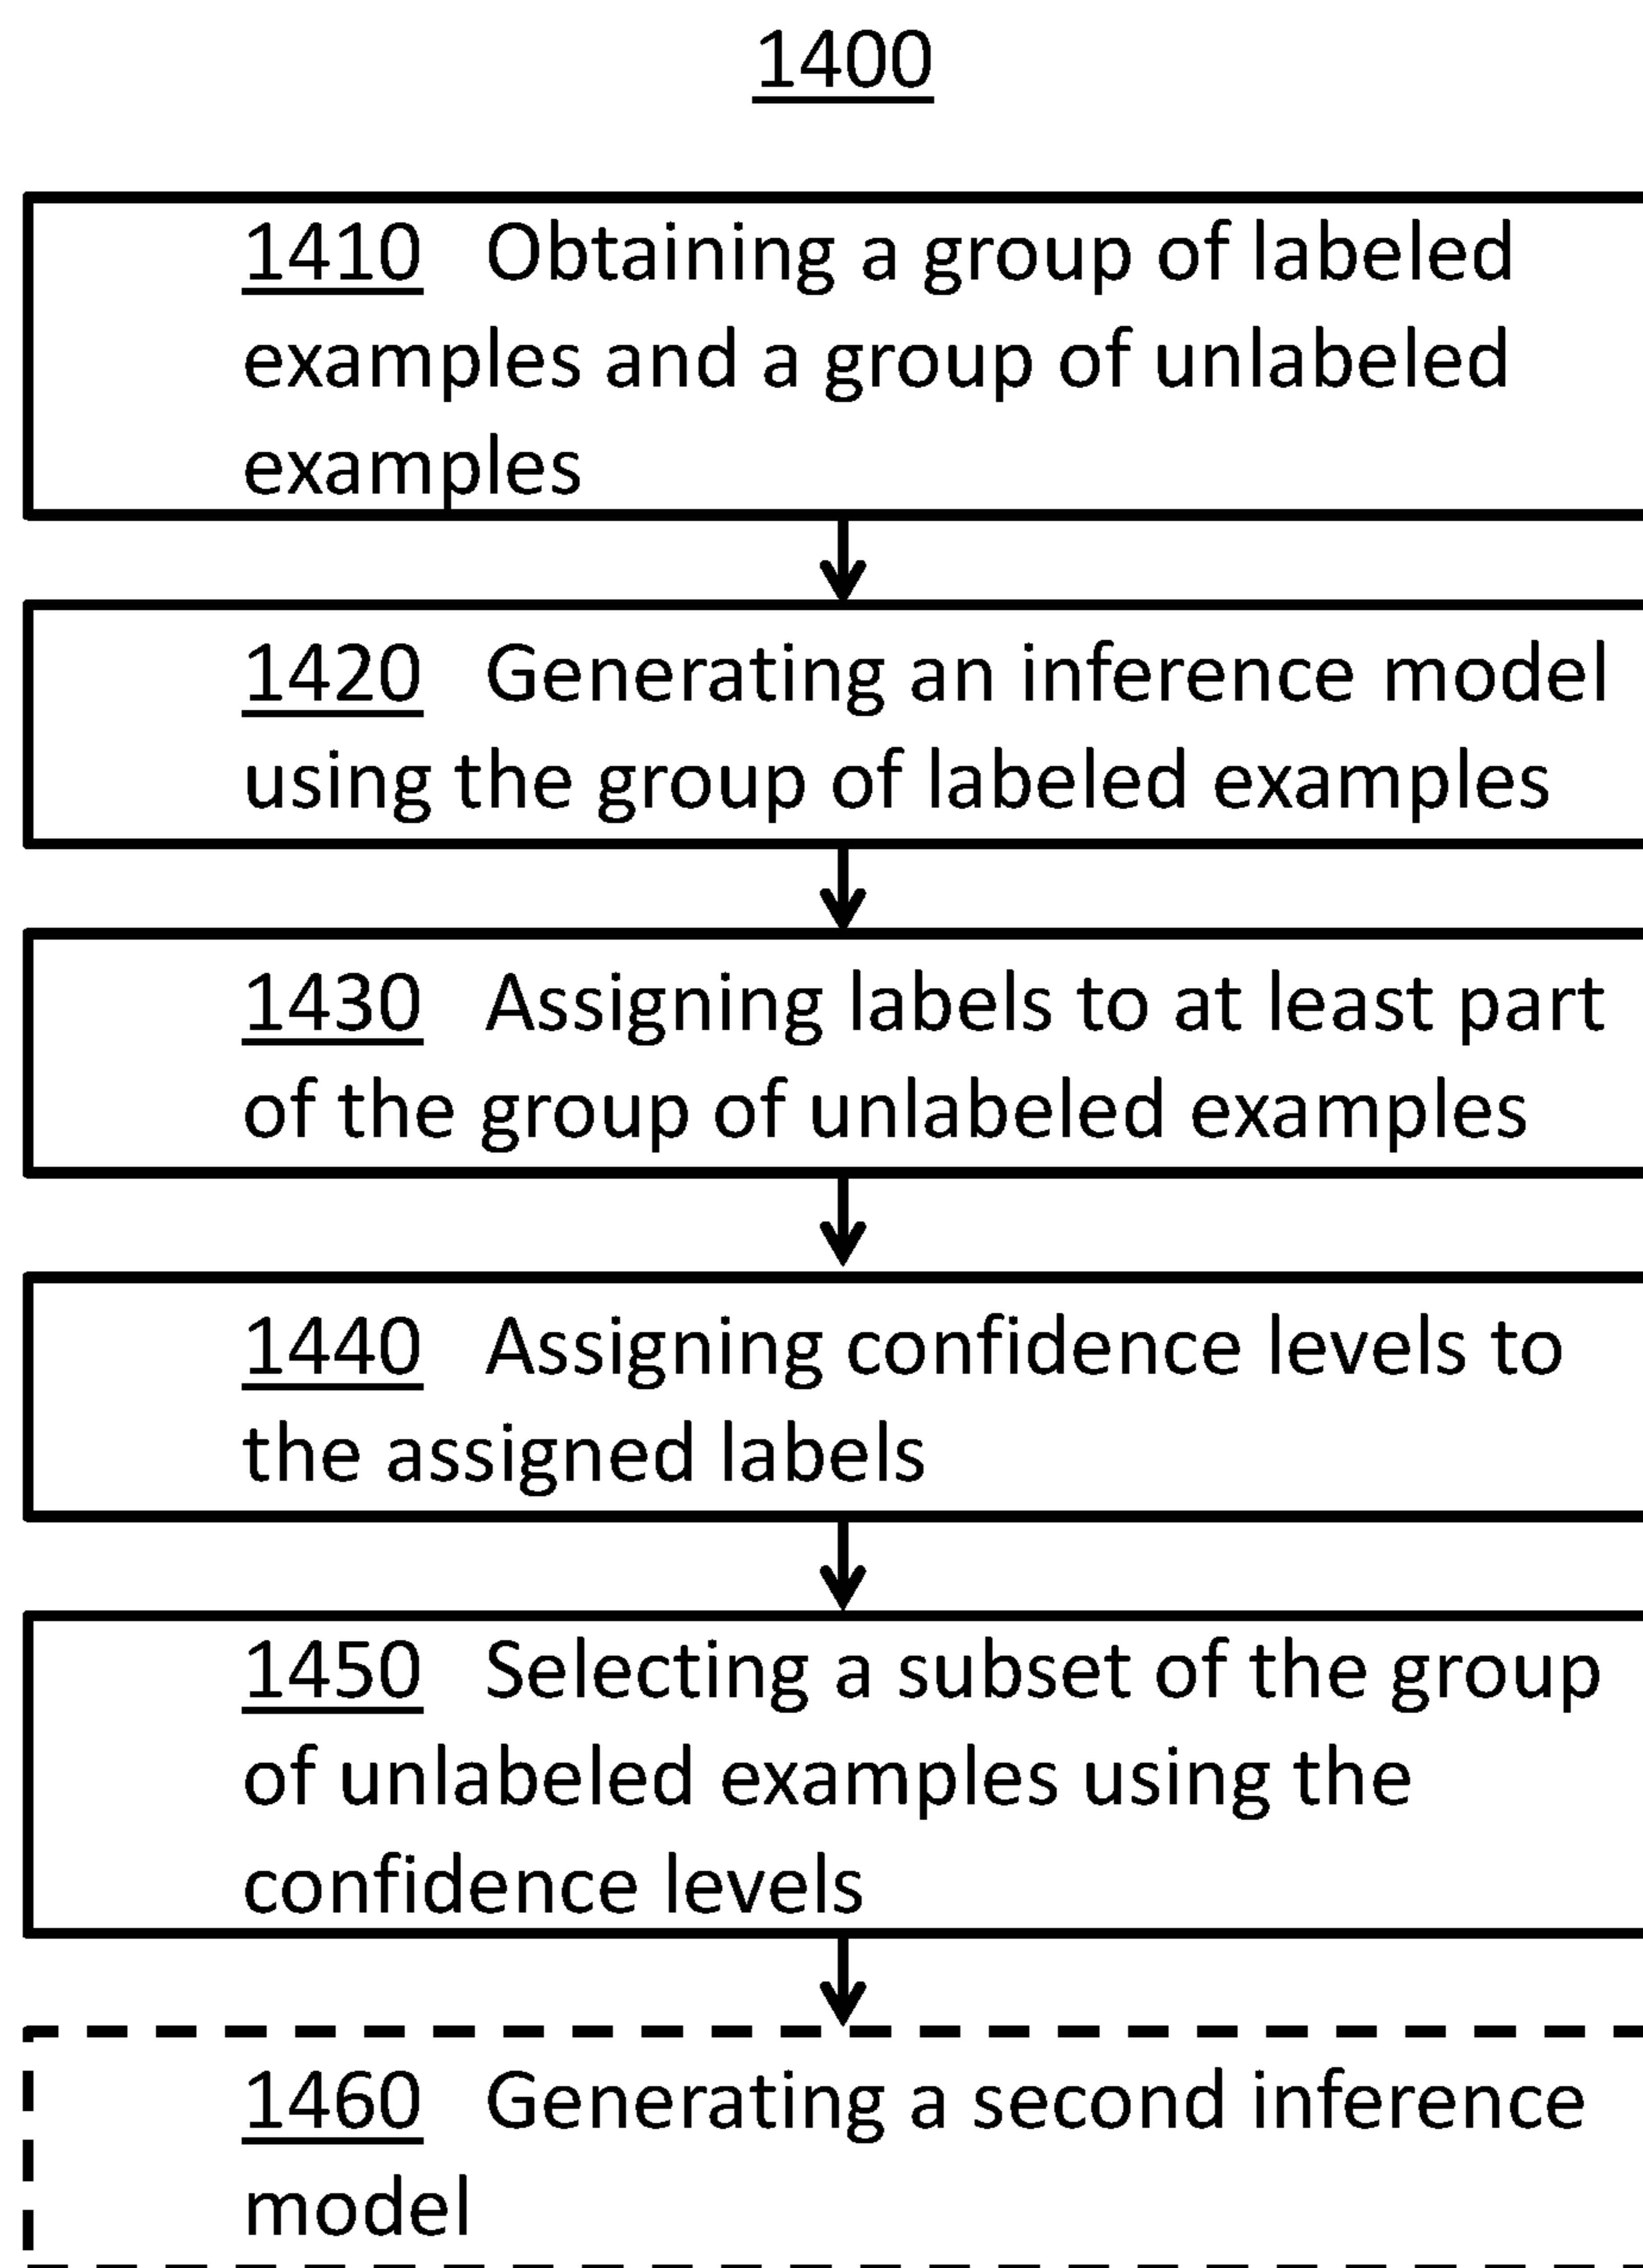 1400
1410 Obtaining a group of labeled
examples and a group of unlabeled
examples
1420 Generating an inference model
using the group of labeled examples
1430 Assigning labels to at least part
of the group of unlabeled examples
1440 Assigning confidence levels to
the assigned labels
1450 Selecting a subset of the group
of unlabeled examples using the
confidence levels
1460 Generating a second inference
model